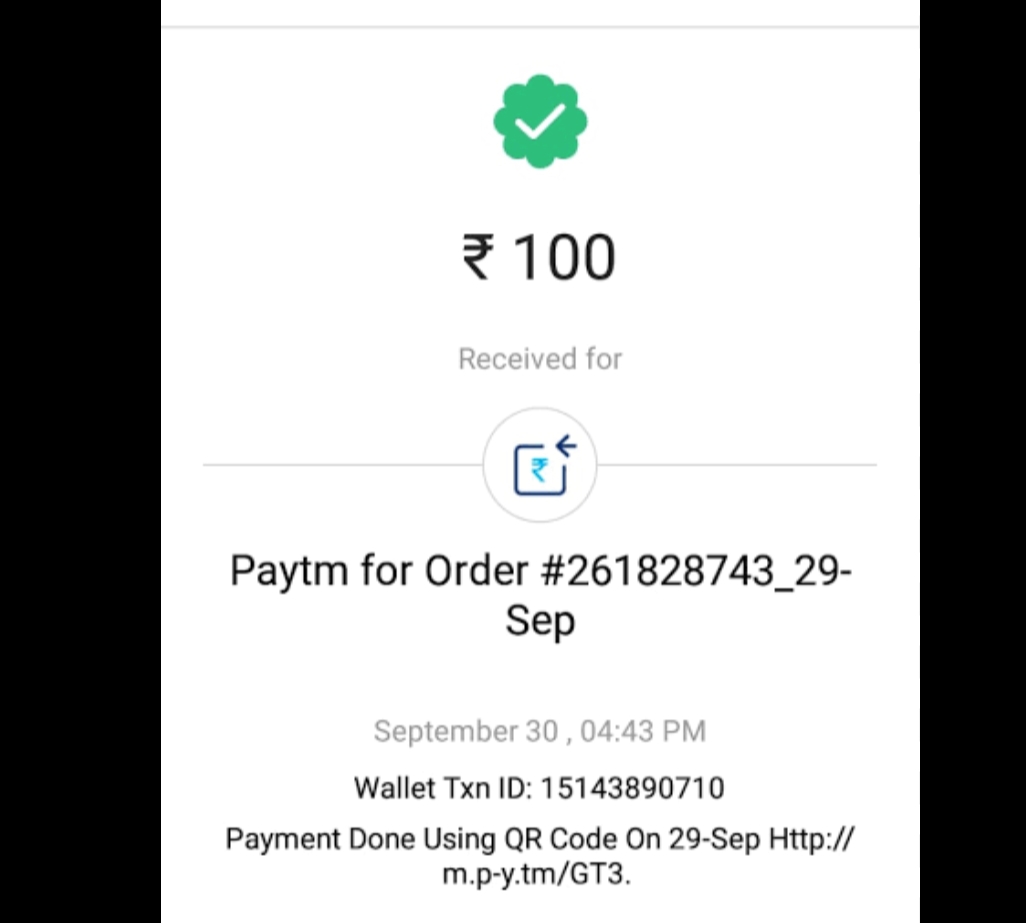 ₹ 100
Received for
₹
Paytm for Order #261828743_29-
Sep
September 30 , 04:43 PM
Wallet Txn ID: 15143890710
Payment Done Using QR Code On 29-Sep Http://
m.p-y.tm/GT3.